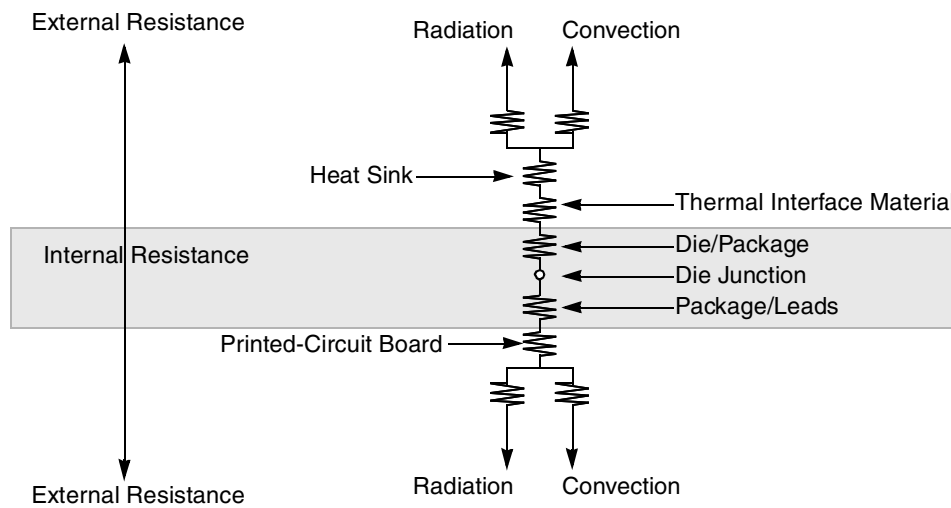 External Resistance
Radiation
Convection
Heat Sink
Thermal Interface Material
Internal Resistance
Die/Package
Die Junction
Package/Leads
Printed-Circuit Board
Radiation
Convection
External Resistance